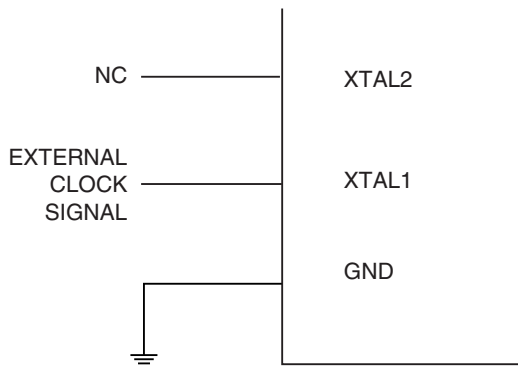 NC
XTAL2
EXTERNAL
CLOCK
SIGNAL
XTAL1
GND